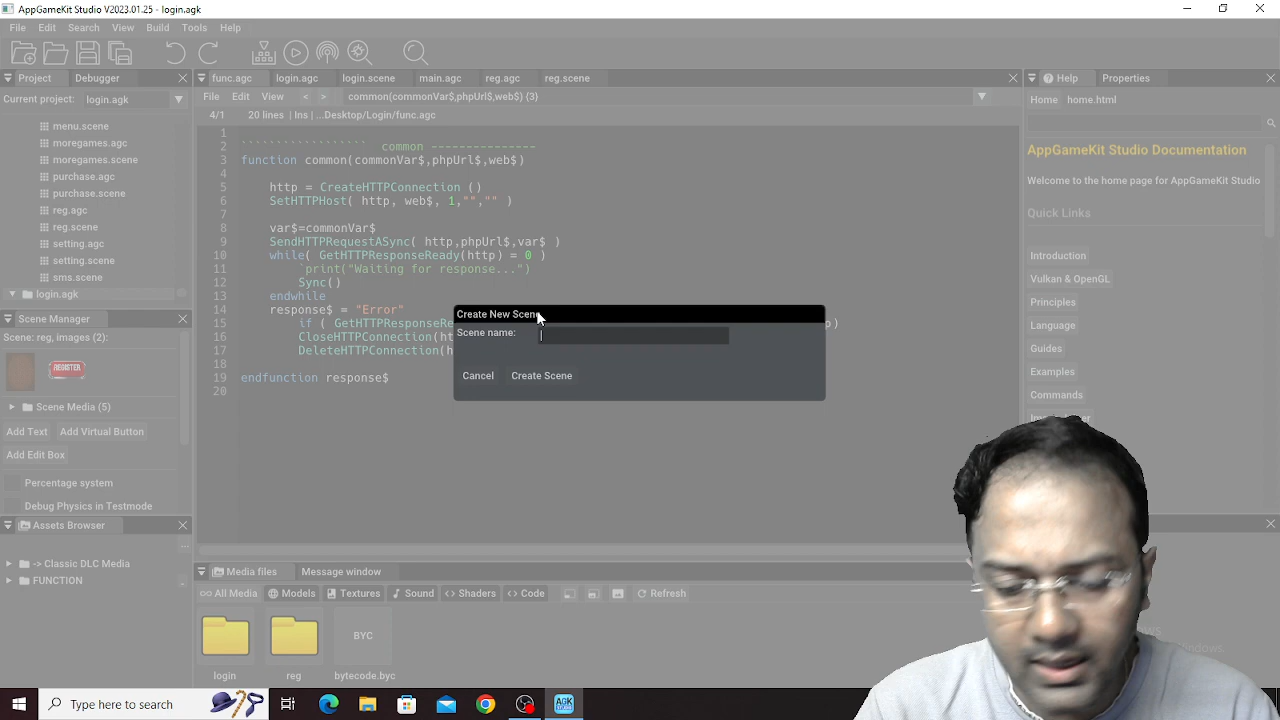 AppGameKit Studio V2023.01.25 - login.agk
File Edit Search View Build Tools Help
Project Debugger
func.agc login.agc login.scene main.agc reg.agc reg.scene
Help Properties
Current project: login.agk
File Edit View < > common(commonVar$,phpUrl$,web$) {3}
Home home.html
4/1 20 lines | Ins | ...Desktop/Login/func.agc
menu.scene
moregames.agc
moregames.scene
purchase.agc
purchase.scene
reg.agc
reg.scene
setting.agc
setting.scene
sms.scene
login.agk
1
2 `````````````````` common ---------------
3 function common(commonVar$,phpUrl$,web$)
4
5 http = CreateHTTPConnection ()
6 SetHTTPHost( http, web$, 1,"","" )
7
8 var$=commonVar$
9 SendHTTPRequestASync( http,phpUrl$,var$ )
10 while( GetHTTPResponseReady(http) = 0 )
11 `print("Waiting for response...")
12 Sync()
13 endwhile
14 response$ = "Error"
15 if ( GetHTTPResponseRe p)
16 CloseHTTPConnection(ht
17 DeleteHTTPConnection(h
18
19 endfunction response$
20
Create New Scene
Scene name:
Cancel Create Scene
AppGameKit Studio Documentation
Welcome to the home page for AppGameKit Studio
Quick Links
Introduction
Vulkan & OpenGL
Principles
Language
Guides
Examples
Commands
Scene Manager
Scene: reg, images (2):
REGISTER
Scene Media (5)
Add Text Add Virtual Button
Add Edit Box
Percentage system
Debug Physics in Testmode
Assets Browser
...
-> Classic DLC Media
FUNCTION
Media files Message window
All Media Models Textures Sound <> Shaders <> Code Refresh
BYC
login reg bytecode.byc
Type here to search
AGK STUDIO